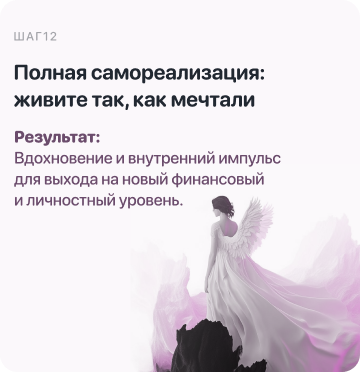 ШАГ12
Полная самореализация:
живите так, как мечтали
Результат:
Вдохновение и внутренний импульс
для выхода на новый финансовый
и личностный уровень.